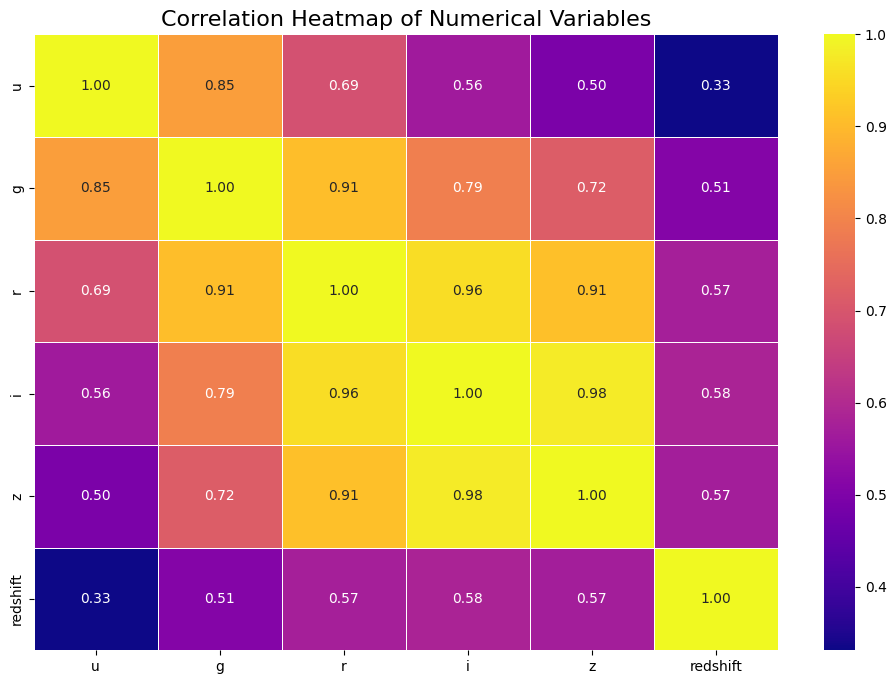 Correlation Heatmap of Numerical Variables
u 1.00 0.85 0.69 0.56 0.50 0.33
g 0.85 1.00 0.91 0.79 0.72 0.51
r 0.69 0.91 1.00 0.96 0.91 0.57
i 0.56 0.79 0.96 1.00 0.98 0.58
z 0.50 0.72 0.91 0.98 1.00 0.57
redshift 0.33 0.51 0.57 0.58 0.57 1.00
u g r i z redshift
1.0
0.9
0.8
0.7
0.6
0.5
0.4